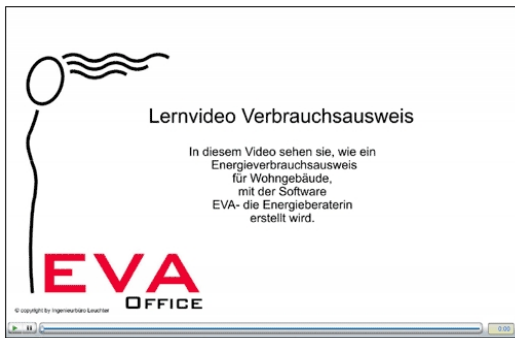 Lernvideo Verbrauchsausweis
In diesem Video sehen sie, wie ein
Energieverbrauchsausweis
für Wohngebäude,
mit der Software
EVA- die Energieberaterin
erstellt wird.
EVA
OFFICE
© copyright by Ingenieurbüro Leuchter
0:00